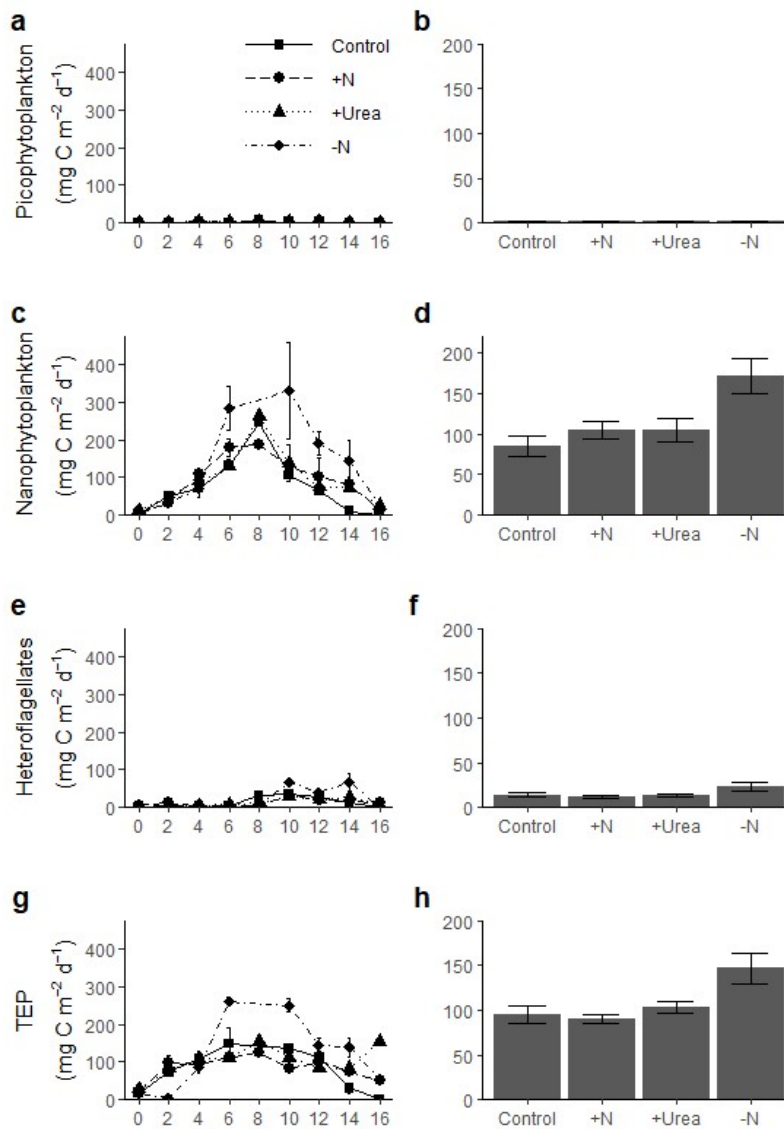 a
Picophytoplankton
(mg C m⁻² d⁻¹)
400
300
200
100
0
0 2 4 6 8 10 12 14 16
Control
+N
+Urea
-N
b
200
150
100
50
0
Control +N +Urea -N
c
Nanophytoplankton
(mg C m⁻² d⁻¹)
400
300
200
100
0
0 2 4 6 8 10 12 14 16
d
200
150
100
50
0
Control +N +Urea -N
e
Heteroflagellates
(mg C m⁻² d⁻¹)
400
300
200
100
0
0 2 4 6 8 10 12 14 16
f
200
150
100
50
0
Control +N +Urea -N
g
TEP
(mg C m⁻² d⁻¹)
400
300
200
100
0
0 2 4 6 8 10 12 14 16
h
200
150
100
50
0
Control +N +Urea -N